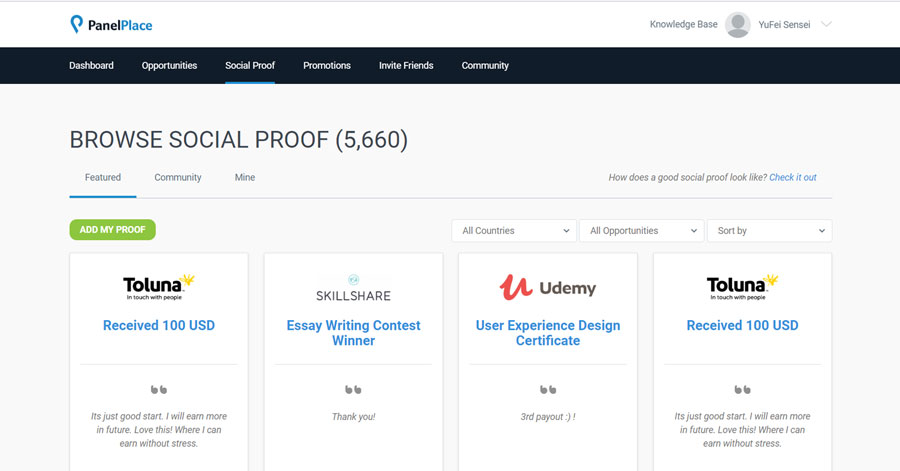 PanelPlace
Knowledge Base
YuFei Sensei
Dashboard
Opportunities
Social Proof
Promotions
Invite Friends
Community
BROWSE SOCIAL PROOF (5,660)
Featured
Community
Mine
How does a good social proof look like? Check it out
ADD MY PROOF
All Countries
All Opportunities
Sort by
Toluna
In touch with people
Received 100 USD
Its just good start. I will earn more
in future. Love this! Where I can
earn without stress.
SKILLSHARE
Essay Writing Contest
Winner
Thank you!
Udemy
User Experience Design
Certificate
3rd payout :) !
Toluna
In touch with people
Received 100 USD
Its just good start. I will earn more
in future. Love this! Where I can
earn without stress.